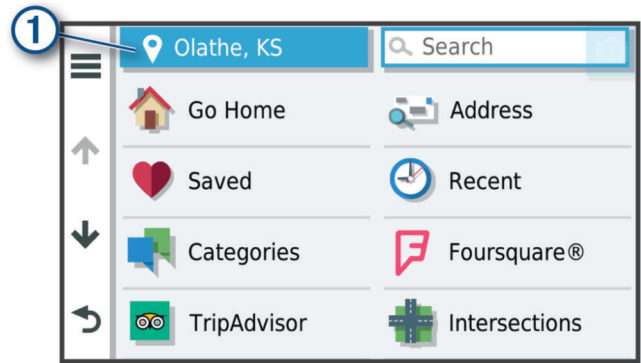 1
Olathe, KS
Search
Go Home
Address
Saved
Recent
Categories
Foursquare®
TripAdvisor
Intersections